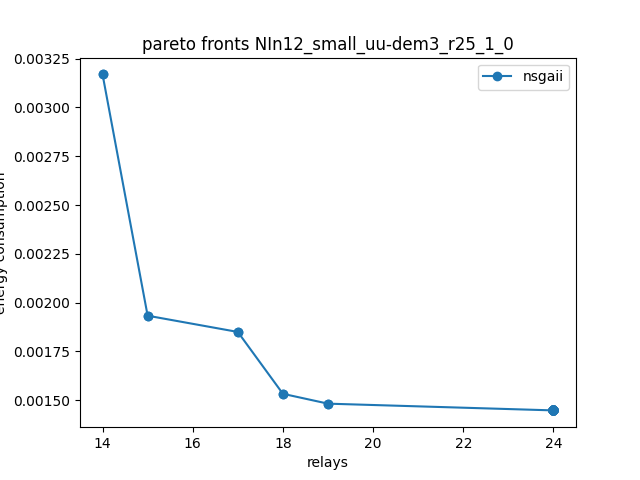 pareto fronts NIn12_small_uu-dem3_r25_1_0
nsgaii
0.00325
0.00300
0.00275
0.00250
0.00225
0.00200
0.00175
0.00150
energy consumption
14 16 18 20 22 24
relays